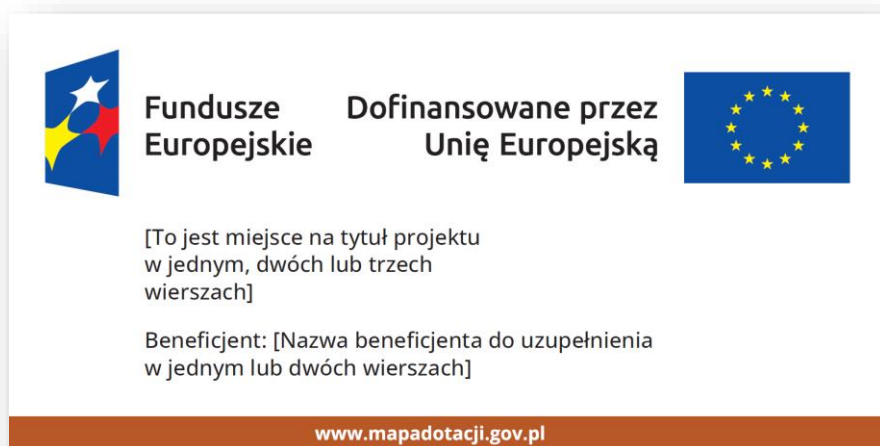 Fundusze
Europejskie
Dofinansowane przez
Unię Europejską
[To jest miejsce na tytuł projektu
w jednym, dwóch lub trzech
wierszach]
Beneficjent: [Nazwa beneficjenta do uzupełnienia
w jednym lub dwóch wierszach]
www.mapadotacji.gov.pl